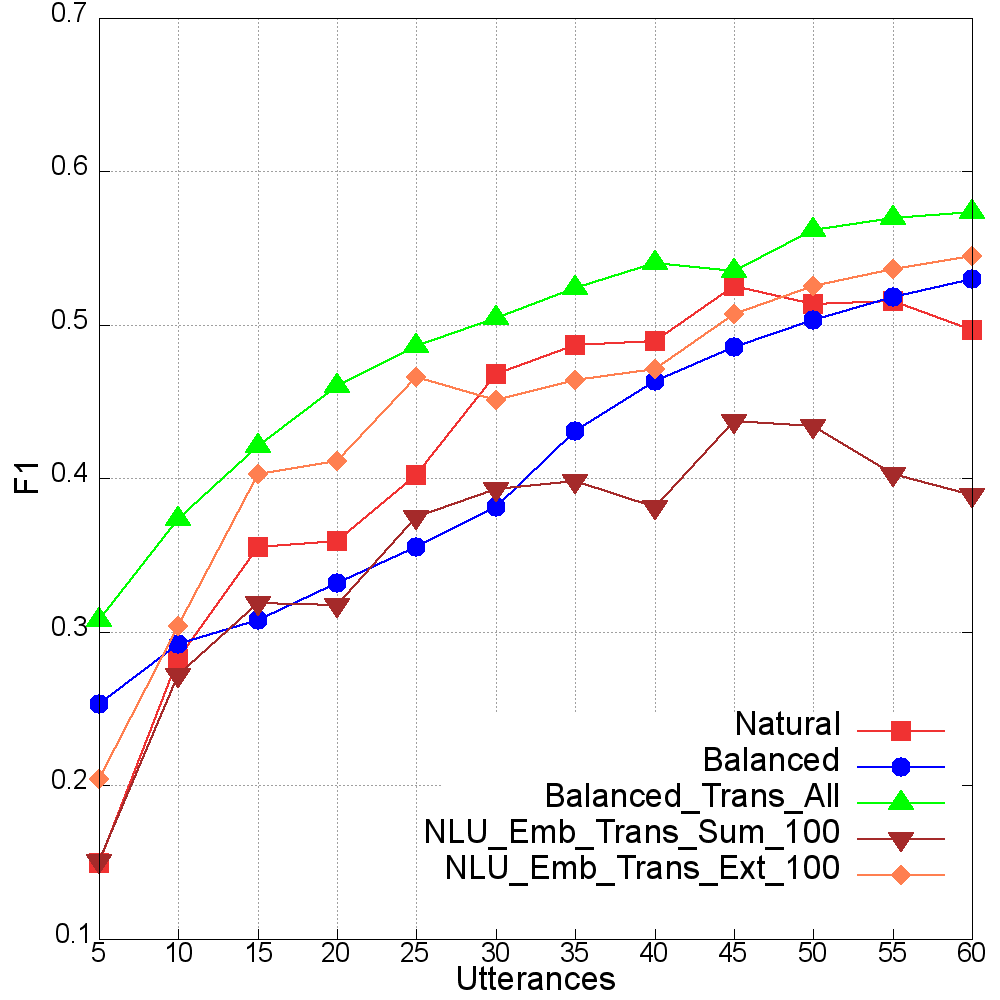 0.7
0.6
0.5
0.4
0.3
0.2
0.1
F1
5 10 15 20 25 30 35 40 45 50 55 60
Utterances
Natural
Balanced
Balanced_Trans_All
NLU_Emb_Trans_Sum_100
NLU_Emb_Trans_Ext_100